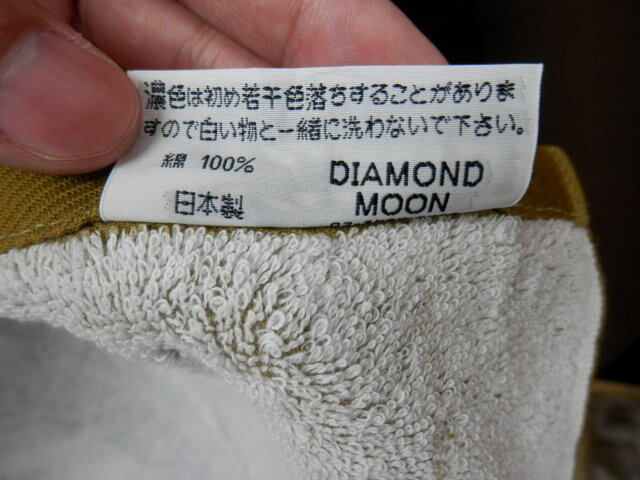 濃色は初め若干色落ちすることがありま
すので白い物と一緒に洗わないで下さい。
綿 100%
日本製
DIAMOND
MOON